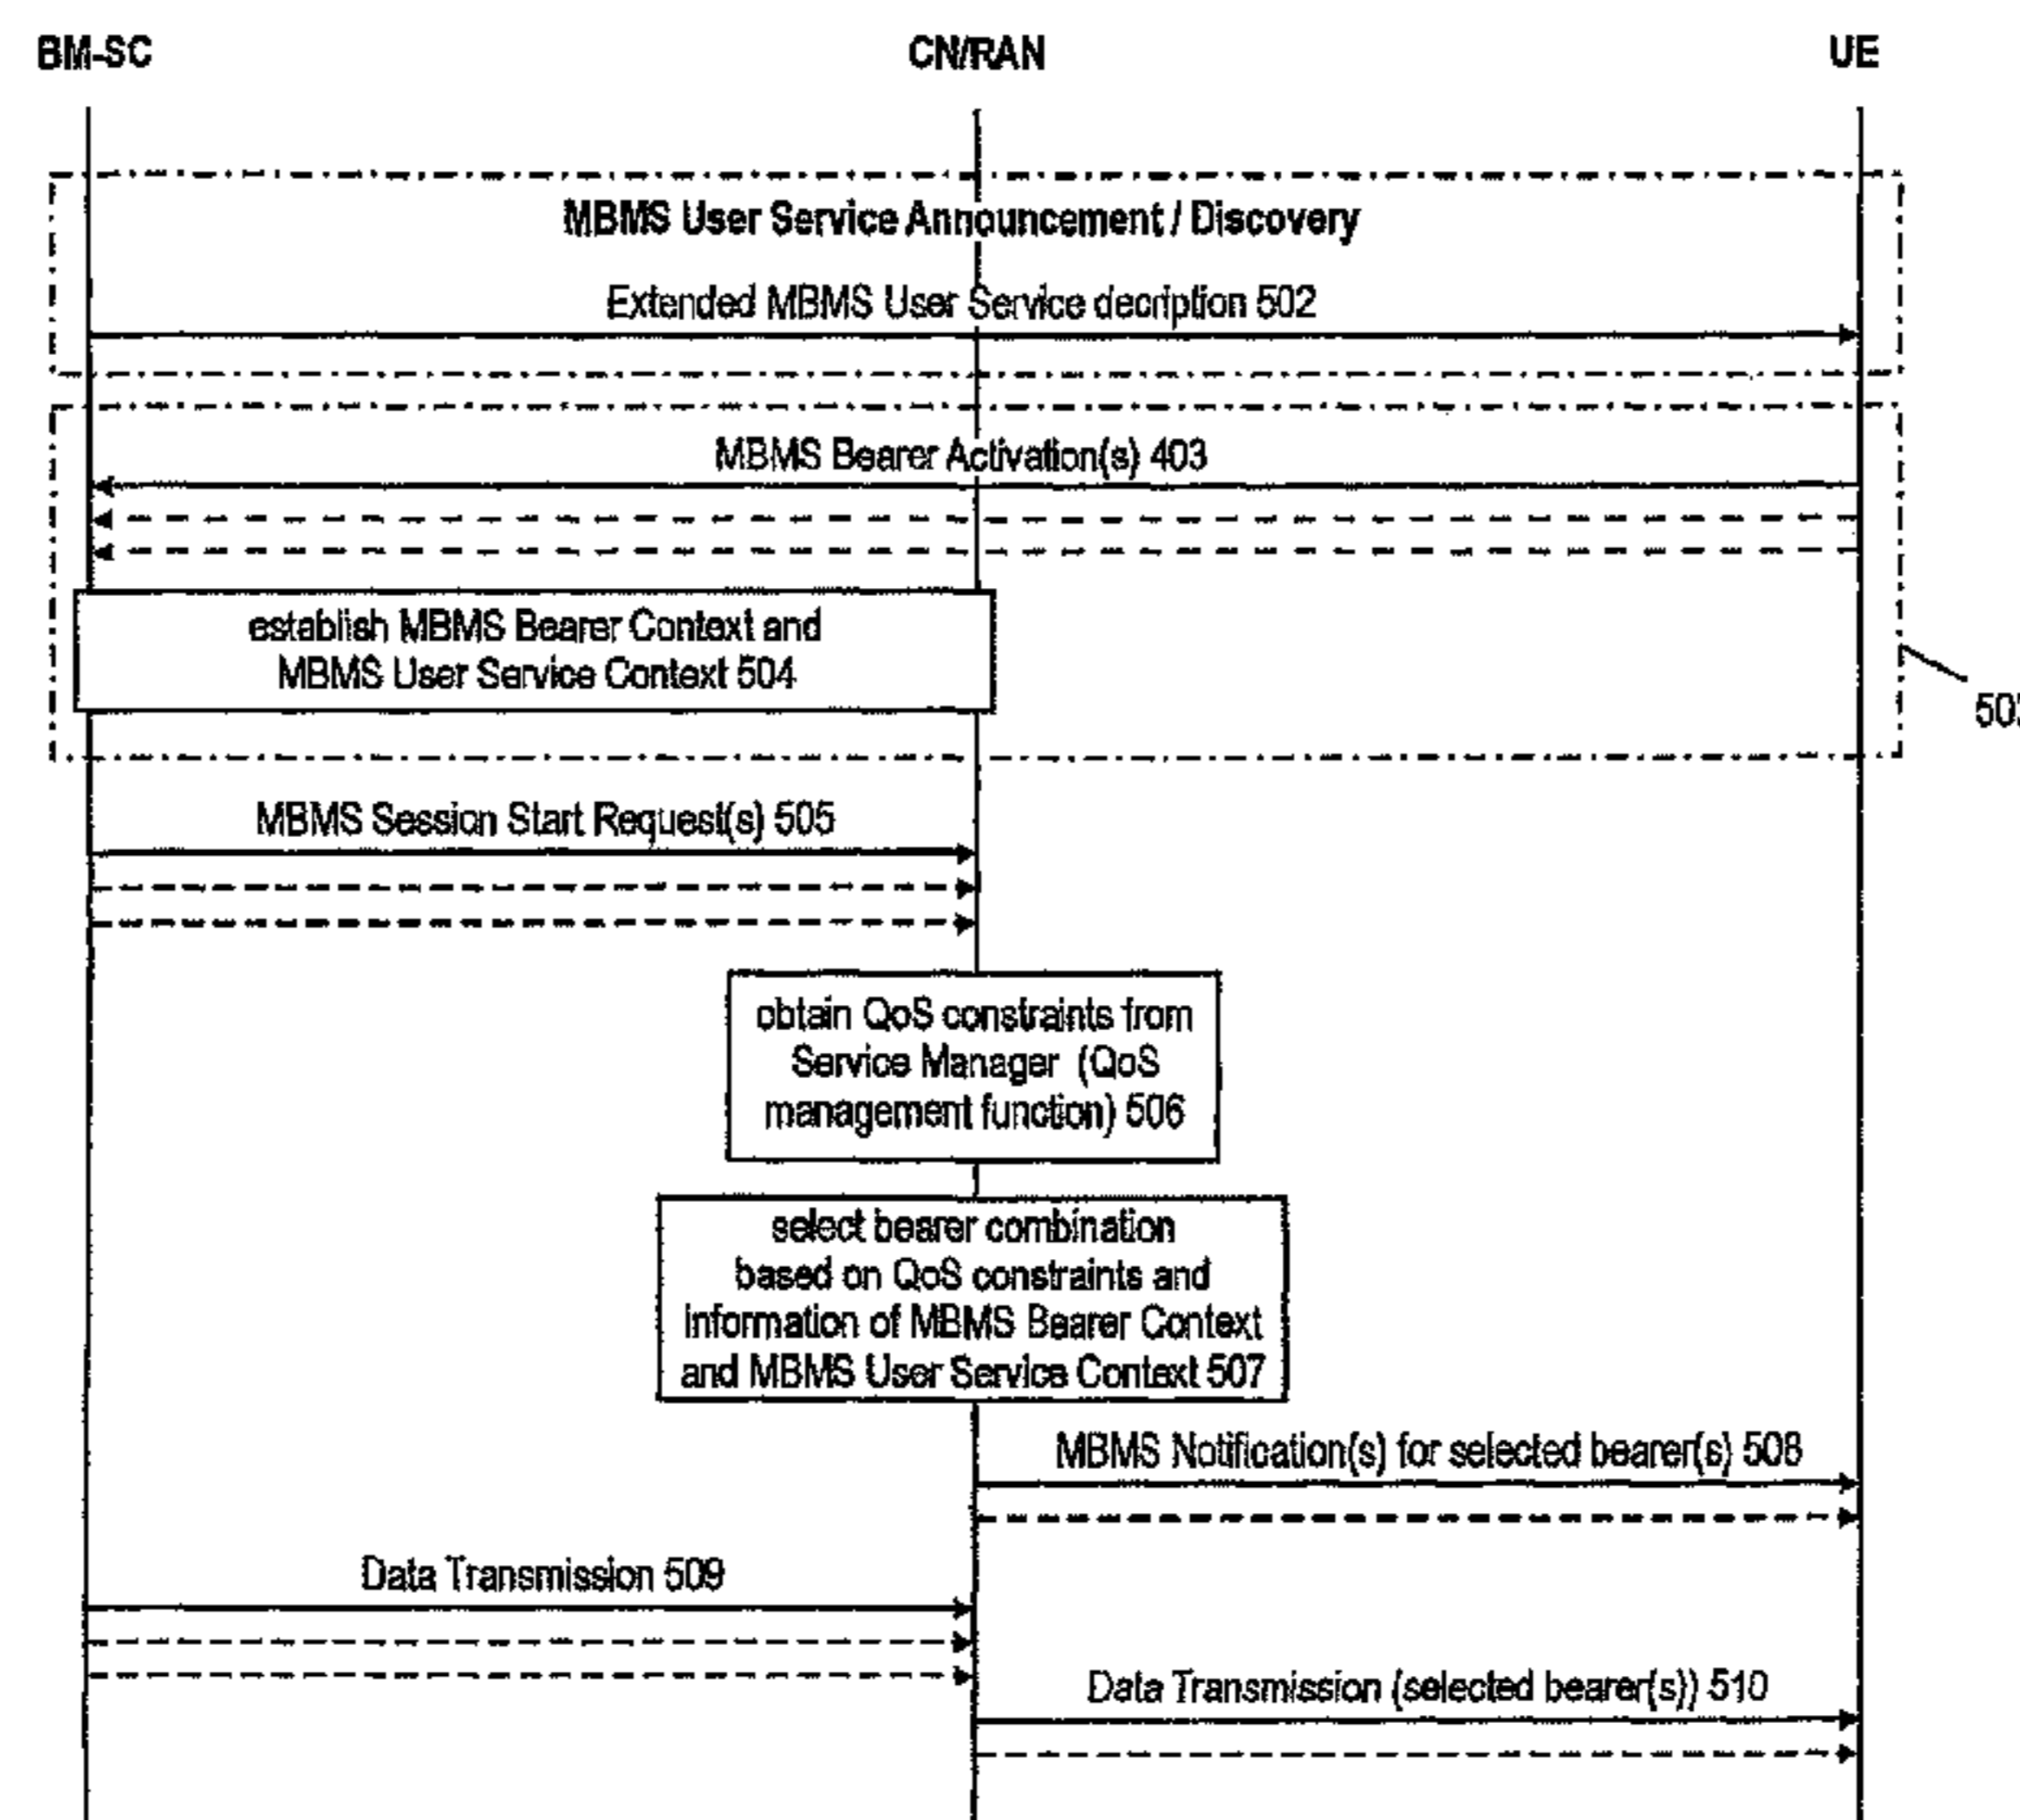 BM-SC CN/RAN UE
MBMS User Service Announcement / Discovery
Extended MBMS User Service decription 502
MBMS Bearer Activation(s) 403
establish MBMS Bearer Context and
MBMS User Service Context 504
MBMS Session Start Request(s) 505
obtain QoS constraints from
Service Manager (QoS
management function) 506
select bearer combination
based on QoS constraints and
Information of MBMS Bearer Context
and MBMS User Service Context 507
MBMS Notification(s) for selected bearer(s) 508
Data Transmission 509
Data Transmission (selected bearer(s)) 510